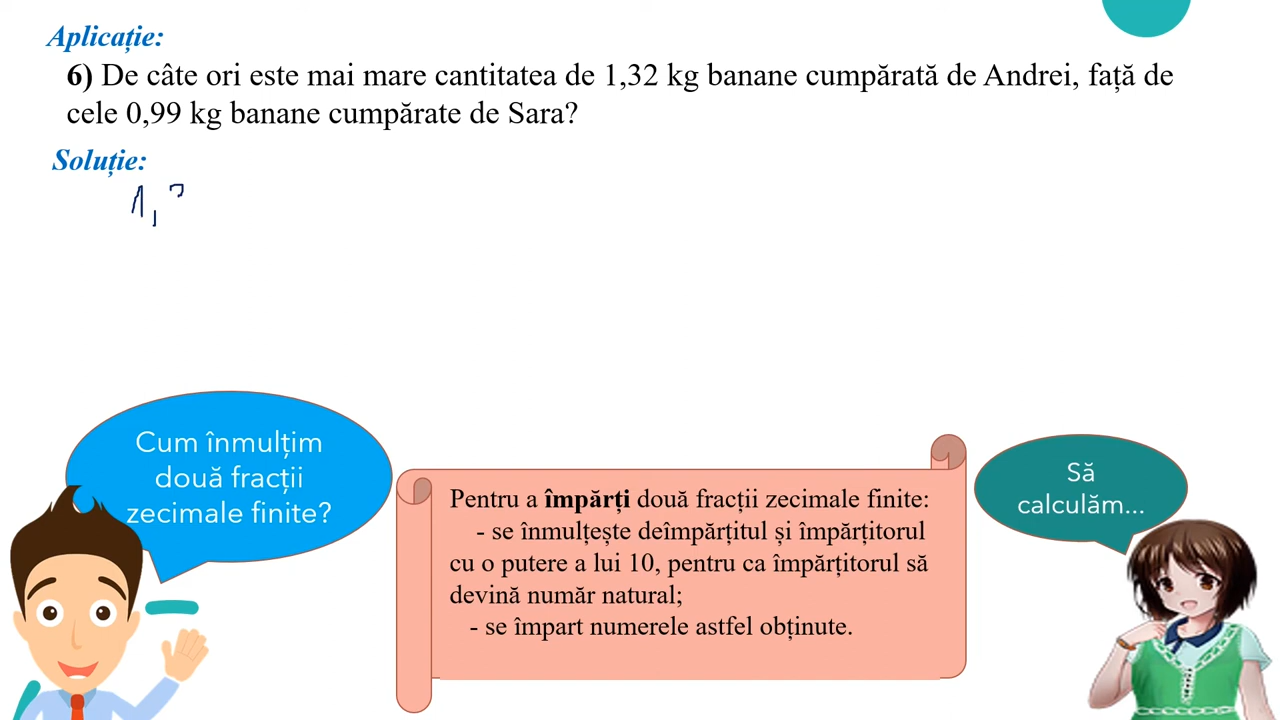 Aplicație:
6) De câte ori este mai mare cantitatea de 1,32 kg banane cumpărată de Andrei, față de
cele 0,99 kg banane cumpărate de Sara?
Soluție:
1,
Cum înmulțim
două fracții
zecimale finite?
Pentru a împărți două fracții zecimale finite:
- se înmulțește deîmpărțitul și împărțitorul
cu o putere a lui 10, pentru ca împărțitorul să
devină număr natural;
- se împart numerele astfel obținute.
Să
calculăm...